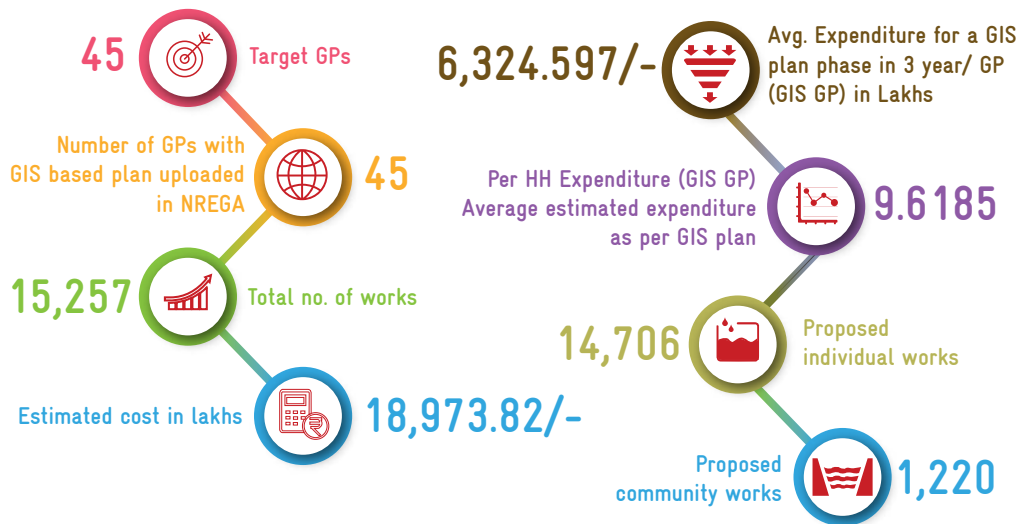 45
Target GPs
Number of GPs with
GIS based plan uploaded
in NREGA
45
15,257
Total no. of works
Estimated cost in lakhs
18,973.82/-
6,324.597/-
Avg. Expenditure for a GIS
plan phase in 3 year/ GP
(GIS GP) in Lakhs
Per HH Expenditure (GIS GP)
Average estimated expenditure
as per GIS plan
9.6185
14,706
Proposed
individual works
Proposed
community works
1,220